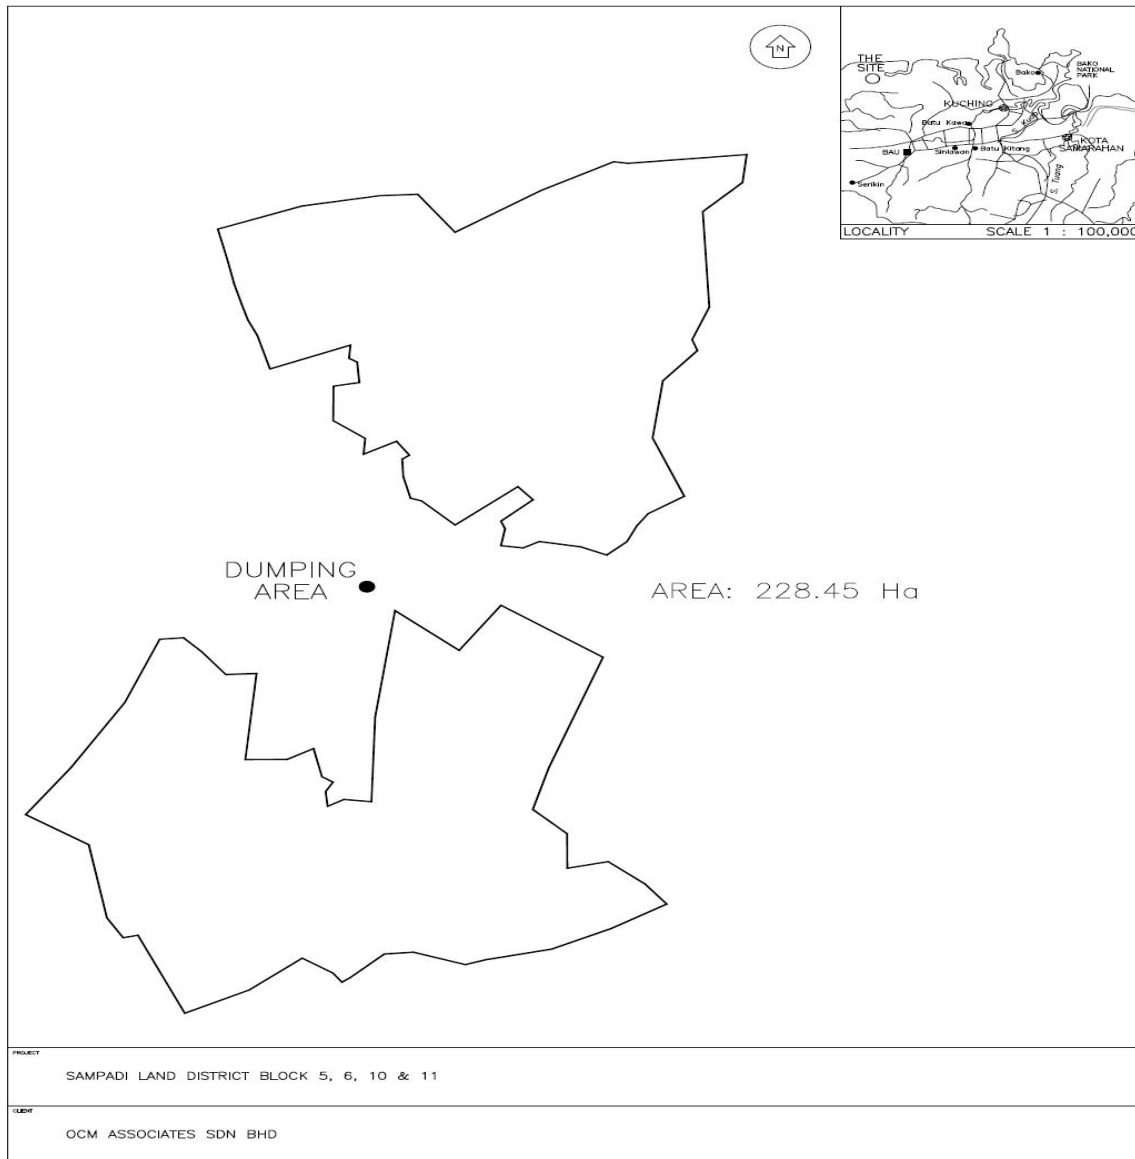 N
THE
SITE
Bako
BAKO
NATIONAL
PARK
KUCHING
Batu Kawa
S. Kuap
KOTA
SAMARAHAN
BAU
Siniawan
Batu Kitang
Serikin
S. Tuang
LOCALITY SCALE 1 : 100,000
DUMPING
AREA
AREA: 228.45 Ha
PROJECT
SAMPADI LAND DISTRICT BLOCK 5, 6, 10 & 11
CLIENT
OCM ASSOCIATES SDN BHD